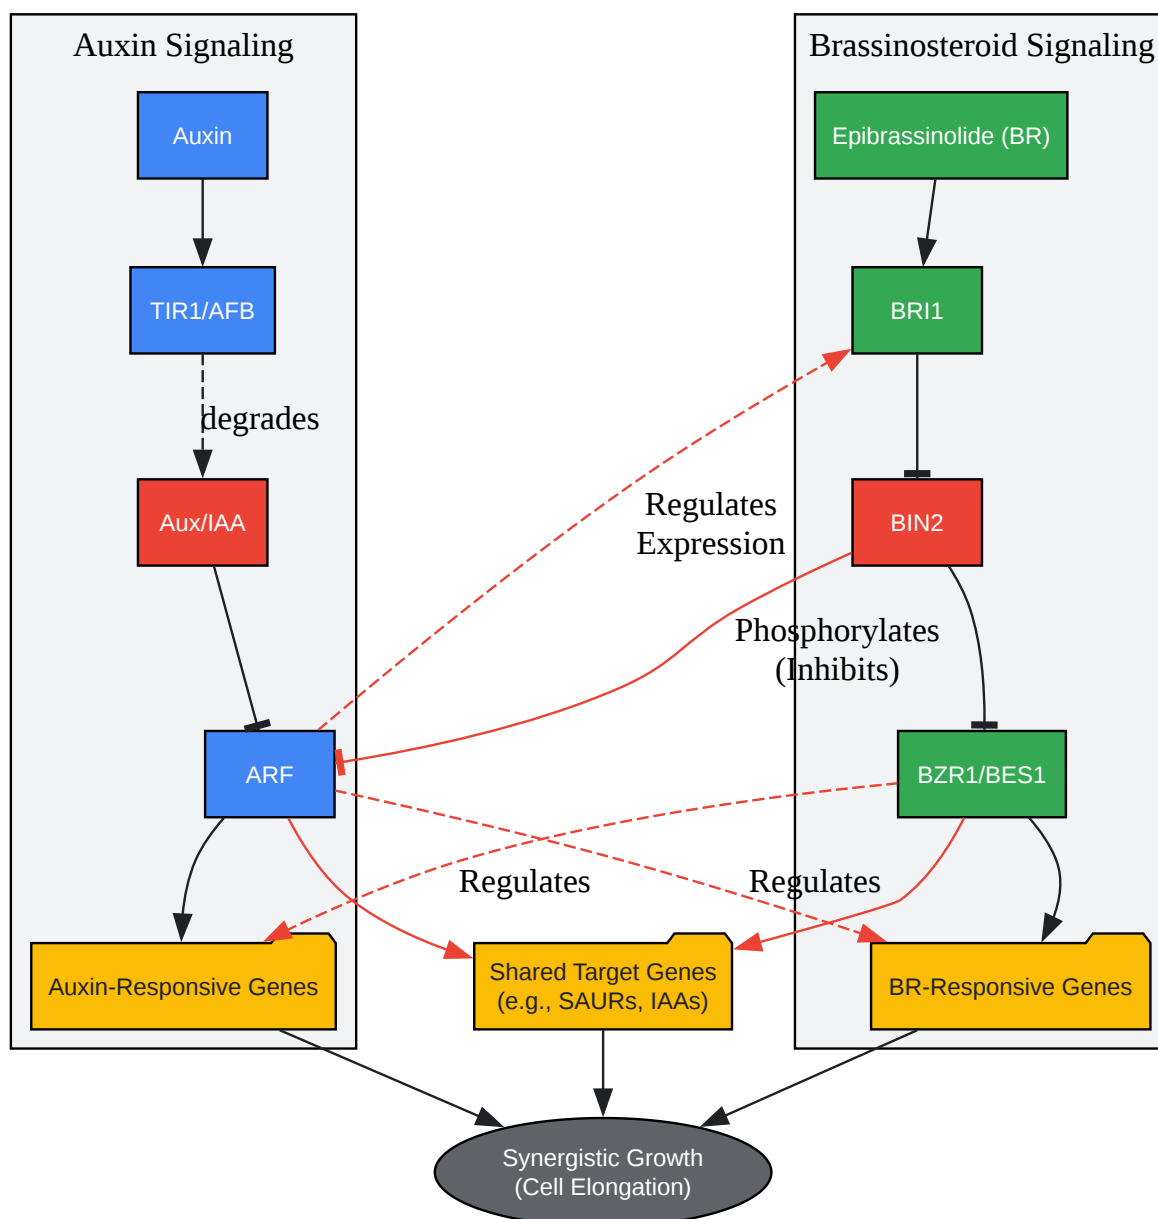 Auxin Signaling
Brassinosteroid Signaling
Auxin
Epibrassinolide (BR)
TIR1/AFB
BRI1
degrades
Aux/IAA
BIN2
Regulates
Expression
Phosphorylates
(Inhibits)
ARF
BZR1/BES1
Regulates
Regulates
Auxin-Responsive Genes
Shared Target Genes
(e.g., SAURs, IAAs)
BR-Responsive Genes
Synergistic Growth
(Cell Elongation)